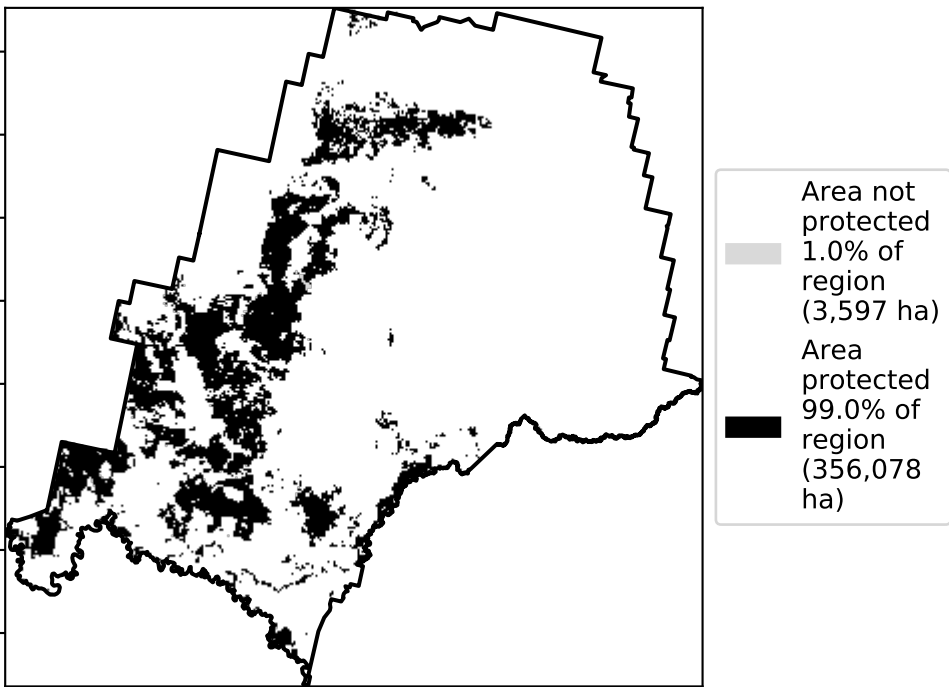 Area not
protected
1.0% of
region
(3,597 ha)
Area
protected
99.0% of
region
(356,078
ha)